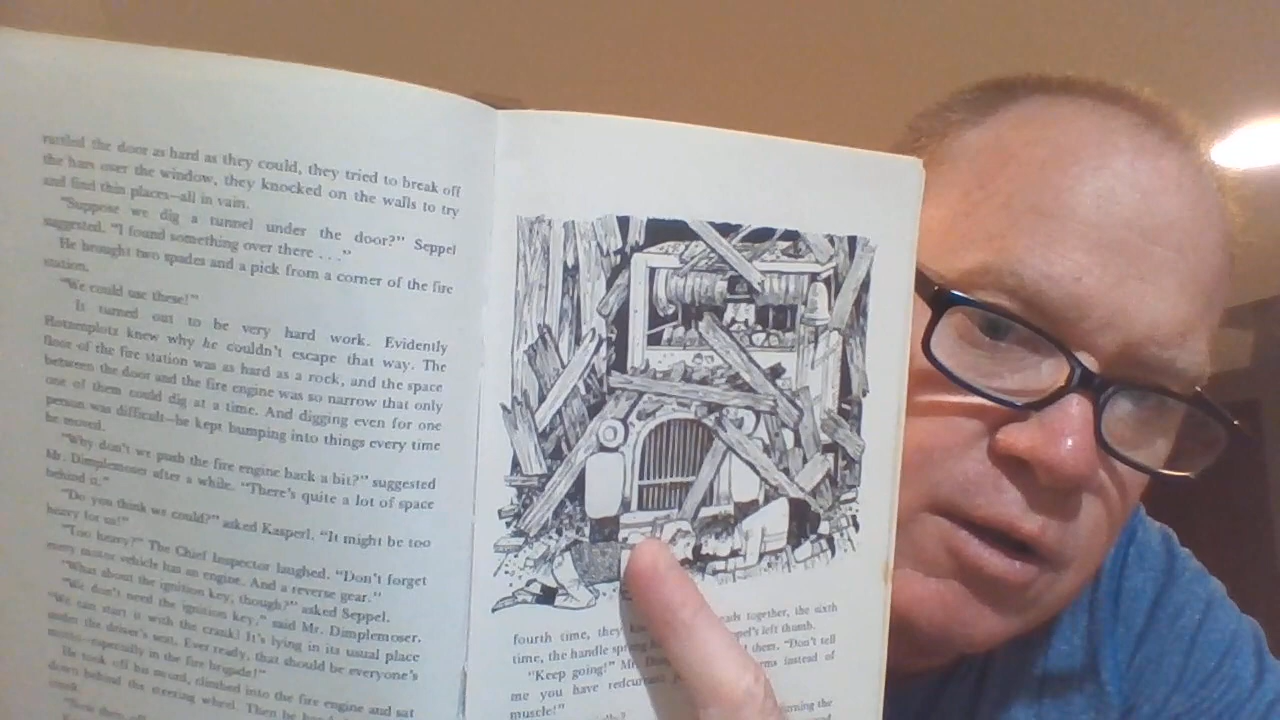 rattled the door as hard as they could, they tried to break off
the bars over the window, they knocked on the walls to try
and find thin places—all in vain.
"Suppose we dig a tunnel under the door?" Seppel
suggested. "I found something over there . . ."
He brought two spades and a pick from a corner of the fire
station.
"We could use these!"
It turned out to be very hard work. Evidently
Hotzenplotz knew why he couldn't escape that way. The
floor of the fire station was as hard as a rock, and the space
between the door and the fire engine was so narrow that only
one of them could dig at a time. And digging even for one
person was difficult—he kept bumping into things every time
he moved.
"Why don't we push the fire engine back a bit?" suggested
Mr. Dimplemoser after a while. "There's quite a lot of space
behind it."
"Do you think we could?" asked Kasperl. "It might be too
heavy for us!"
"Too heavy?" The Chief Inspector laughed. "Don't forget
every motor vehicle has an engine. And a reverse gear."
"What about the ignition key, though?" asked Seppel.
"We don't need the ignition key," said Mr. Dimplemoser.
"We can start it with the crank! It's lying in its usual place
under the driver's seat. Ever ready, that should be everyone's
motto—especially in the fire brigade!"
He took off his sword, climbed into the fire engine and sat
down behind the steering wheel. Then he
crank.
fourth time, they together, the sixth
time, the handle left thumb.
"Keep going!" "Don't tell
me you have redcurrant instead of
muscle!"